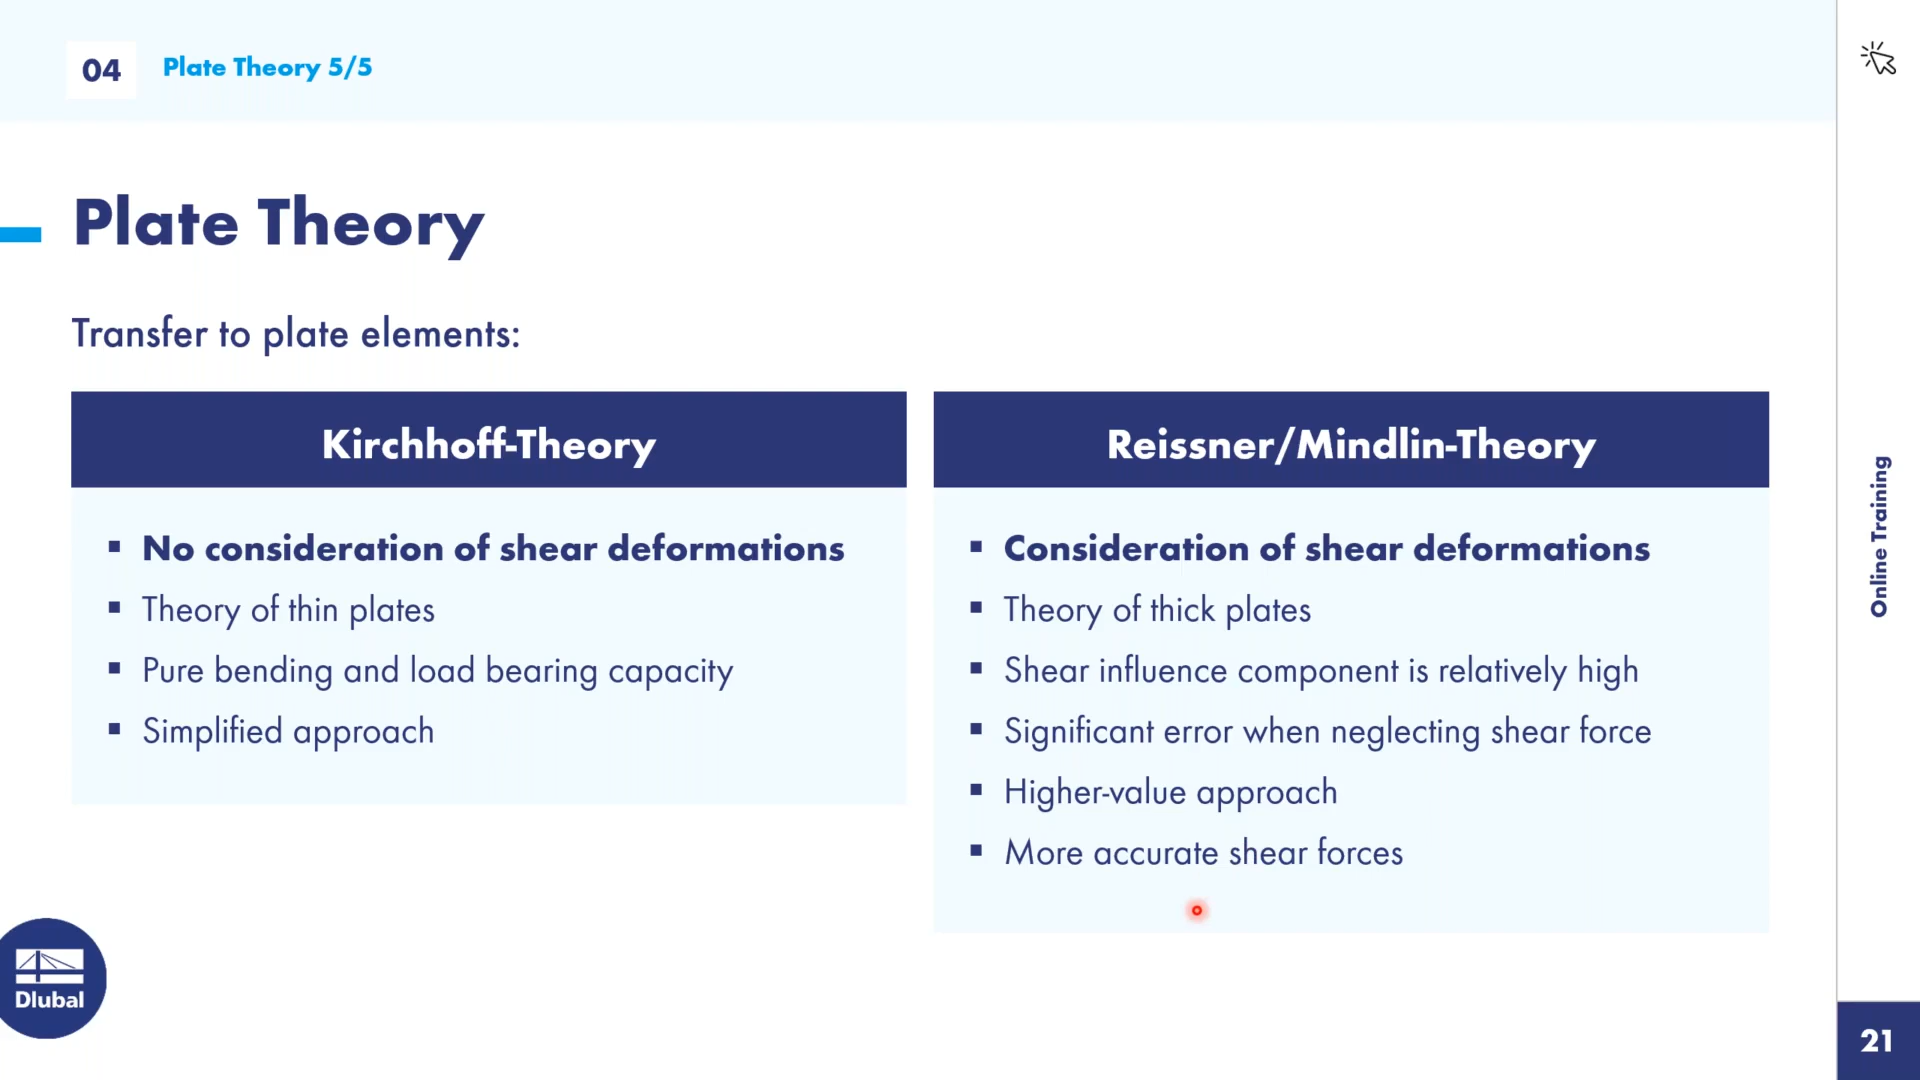 04
Plate Theory 5/5
Plate Theory
Transfer to plate elements:
Kirchhoff-Theory
▪ No consideration of shear deformations
▪ Theory of thin plates
▪ Pure bending and load bearing capacity
▪ Simplified approach
Reissner/Mindlin-Theory
▪ Consideration of shear deformations
▪ Theory of thick plates
▪ Shear influence component is relatively high
▪ Significant error when neglecting shear force
▪ Higher-value approach
▪ More accurate shear forces
Online Training
Dlubal
21